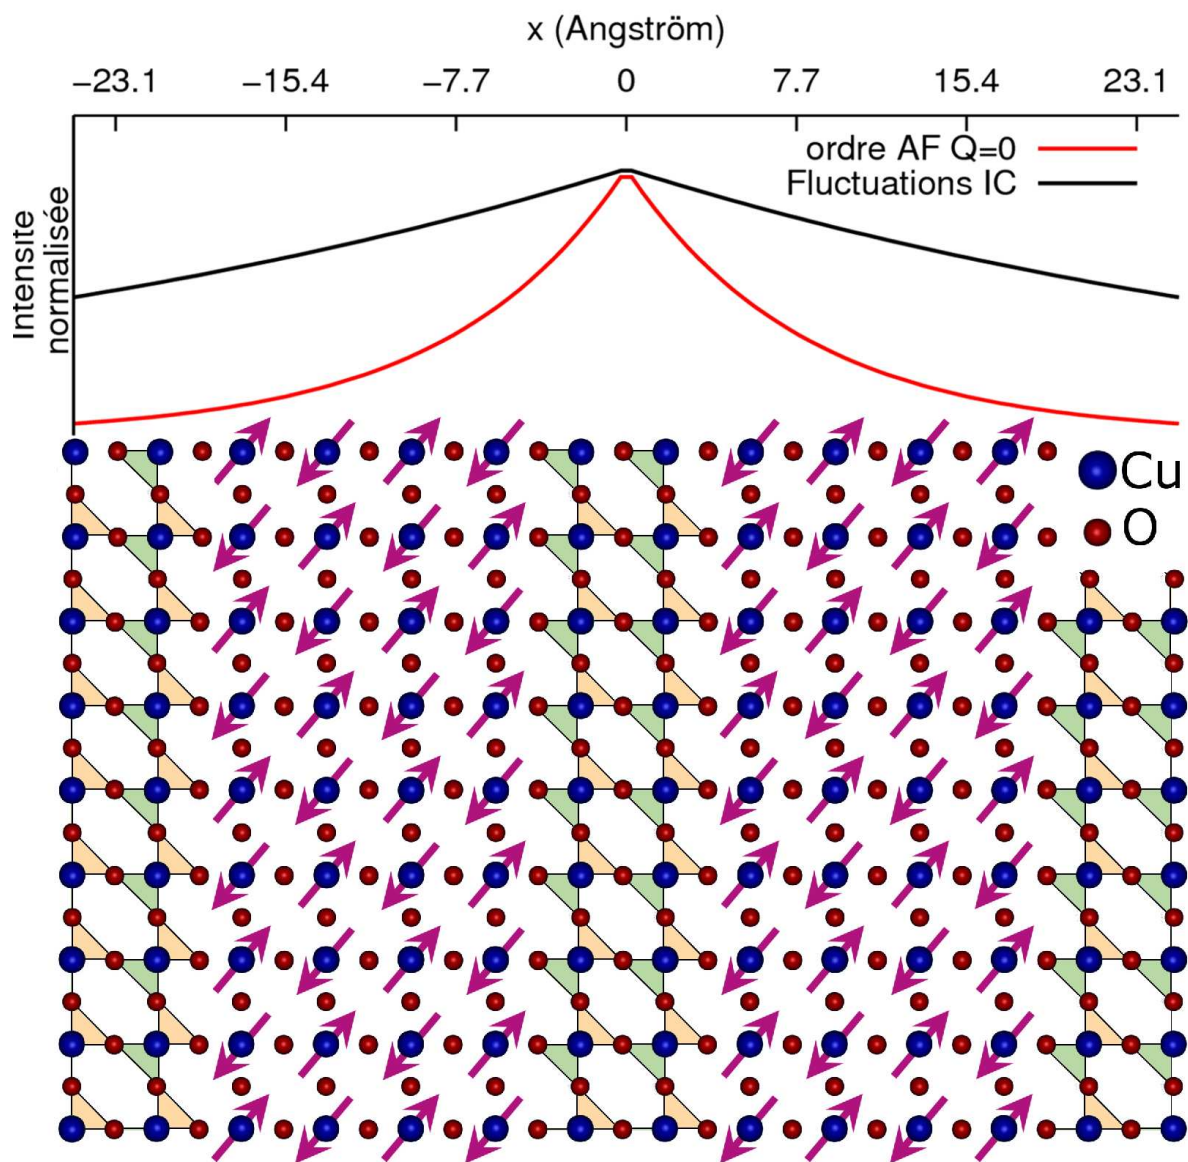 x (Angström)
−23.1 −15.4 −7.7 0 7.7 15.4 23.1
ordre AF Q=0
Fluctuations IC
Intensité
normalisée
Cu
O